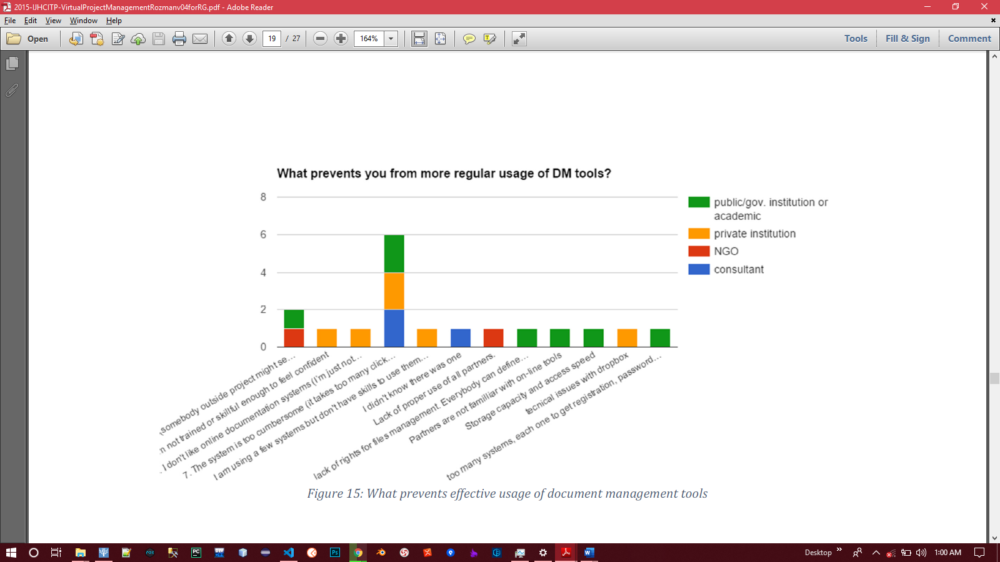 2015-IJHCITP-VirtualProjectManagementRozmanv04forRG.pdf - Adobe Reader
File Edit View Window Help
Open 19 / 27 164% Tools Fill & Sign Comment
What prevents you from more regular usage of DM tools?
8
6
4
2
0
public/gov. institution or
academic
private institution
NGO
consultant
somebody outside project might se...
not trained or skillful enough to feel confident
I don't like online documentation systems (I'm just not...
7. The system is too cumbersome (it takes too many click...
I am using a few systems but don't have skills to use them...
I didn't know there was one
Lack of proper use of all partners.
lack of rights for files management. Everybody can define...
Partners are not familliar with on-line tools
Storage capacity and access speed
tecnical issues with dropbox
too many systems, each one to get registration, password...
Figure 15: What prevents effective usage of document management tools
Desktop 1:00 AM